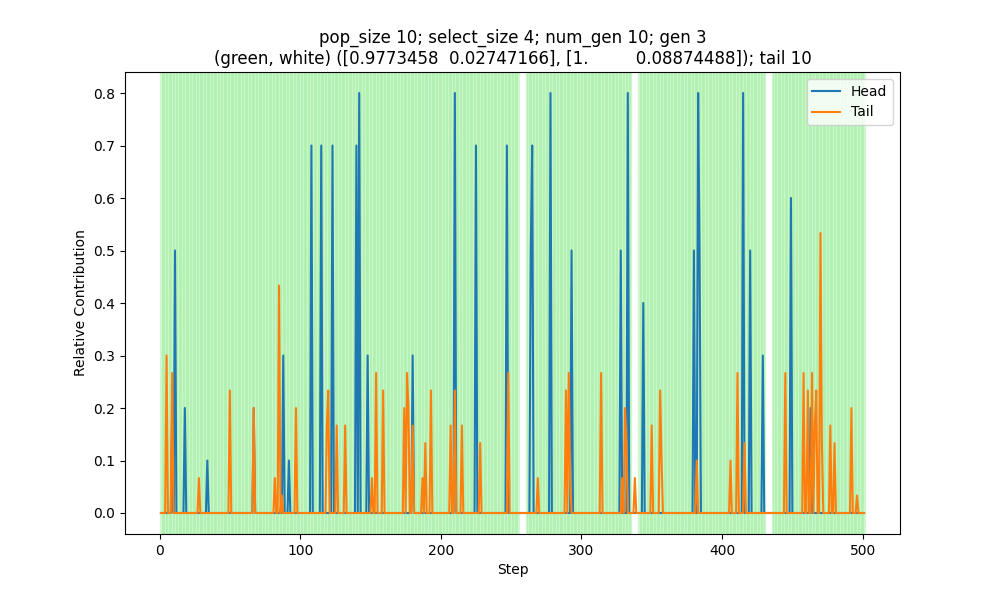 pop_size 10; select_size 4; num_gen 10; gen 3
(green, white) ([0.9773458  0.02747166], [1.         0.08874488]); tail 10
Head
Tail
Relative Contribution
0.8
0.7
0.6
0.5
0.4
0.3
0.2
0.1
0.0
0 100 200 300 400 500
Step